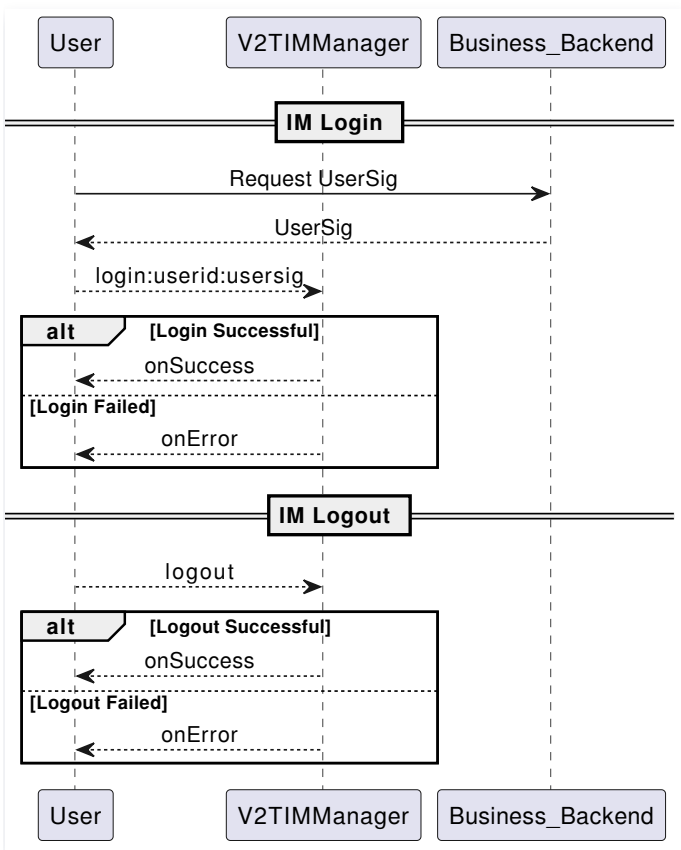 User V2TIMManager Business_Backend
IM Login
Request UserSig
UserSig
login:userid:usersig
alt [Login Successful]
onSuccess
[Login Failed]
onError
IM Logout
logout
alt [Logout Successful]
onSuccess
[Logout Failed]
onError
User V2TIMManager Business_Backend